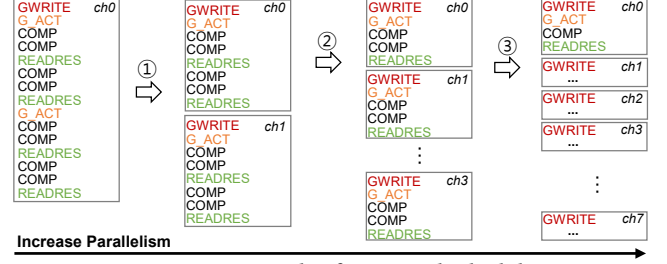 GWRITE ch0
G_ACT
COMP
COMP
READRES
COMP
COMP
READRES
G_ACT
COMP
COMP
READRES
COMP
COMP
READRES
①
GWRITE ch0
G_ACT
COMP
COMP
READRES
COMP
COMP
READRES
GWRITE ch1
G_ACT
COMP
COMP
READRES
COMP
COMP
READRES
②
GWRITE ch0
G_ACT
COMP
COMP
READRES
GWRITE ch1
G_ACT
COMP
COMP
READRES
⋮
GWRITE ch3
G_ACT
COMP
COMP
READRES
③
GWRITE ch0
G_ACT
COMP
READRES
GWRITE ch1
...
GWRITE ch2
...
GWRITE ch3
...
⋮
GWRITE ch7
...
Increase Parallelism